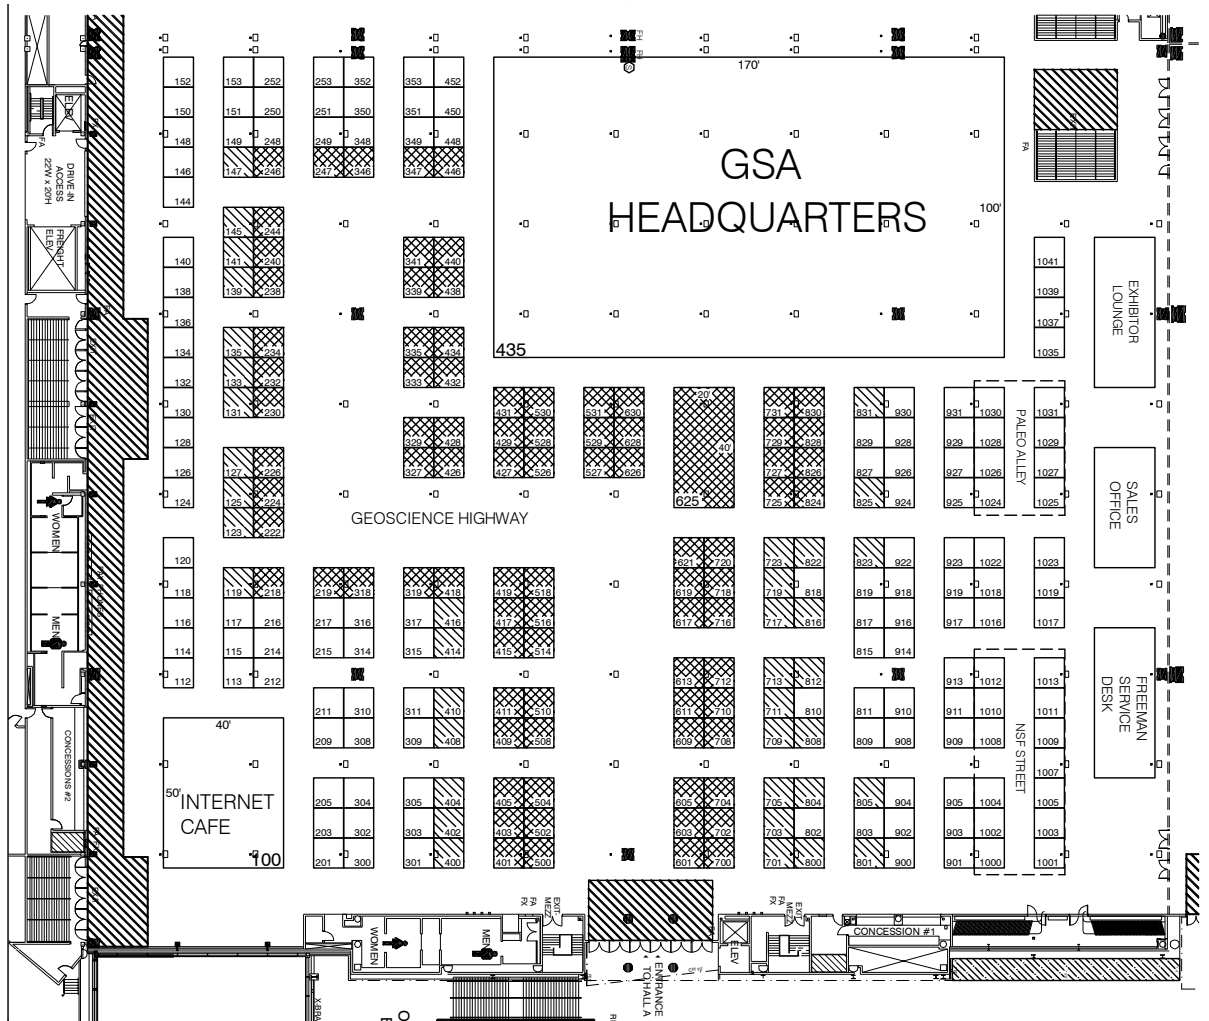 170'
GSA
HEADQUARTERS
100'
435
152 153 252 253 352 353 452
150 151 250 251 350 351 450
148 149 248 249 348 349 448
146 147 246 247 346 347 446
144
145 244
140 141 240 341 440 1041
138 139 238 339 438 1039
136 1037
134 135 234 335 434 1035
132 133 232 333 432
130 131 230 431 530 531 630 20' 731 830 831 930 931 1030 1031
128 329 428 429 528 529 628 40' 729 828 829 928 929 1028 1029
126 127 226 327 426 427 526 527 626 727 826 827 926 927 1026 1027
124 125 224 625 725 824 825 924 925 1024 1025
123 222
GEOSCIENCE HIGHWAY
PALEO ALLEY
120 621 720 723 822 823 922 923 1022 1023
118 119 218 219 318 319 418 419 518 619 718 719 818 819 918 919 1018 1019
116 117 216 217 316 317 416 417 516 617 716 717 816 817 916 917 1016 1017
114 115 214 215 314 315 414 415 514 815 914
112 113 212 613 712 713 812 913 1012 1013
211 310 311 410 411 510 611 710 711 810 811 910 911 1010 1011
209 308 309 408 409 508 609 708 709 808 809 908 909 1008 1009
1007
NSF STREET
40'
50'
INTERNET
CAFE
100
205 304 305 404 405 504 605 704 705 804 805 904 905 1004 1005
203 302 303 402 403 502 603 702 703 802 803 902 903 1002 1003
201 300 301 400 401 500 601 700 701 800 801 900 901 1000 1001
EXHIBITOR
LOUNGE
SALES
OFFICE
FREEMAN
SERVICE
DESK
ELEV
FA
DRIVE-IN
ACCESS
22'W x 20'H
FREIGHT
ELEV
WOMEN
MEN
CONCESSIONS #2
FH
FA
WOMEN
MEN
FA
FX
EXIT-
MEZZ
ENTRANCE
TO HALL A
ELEV
FA
FX
EXIT-
MEZZ
CONCESSION #1
X-BRA